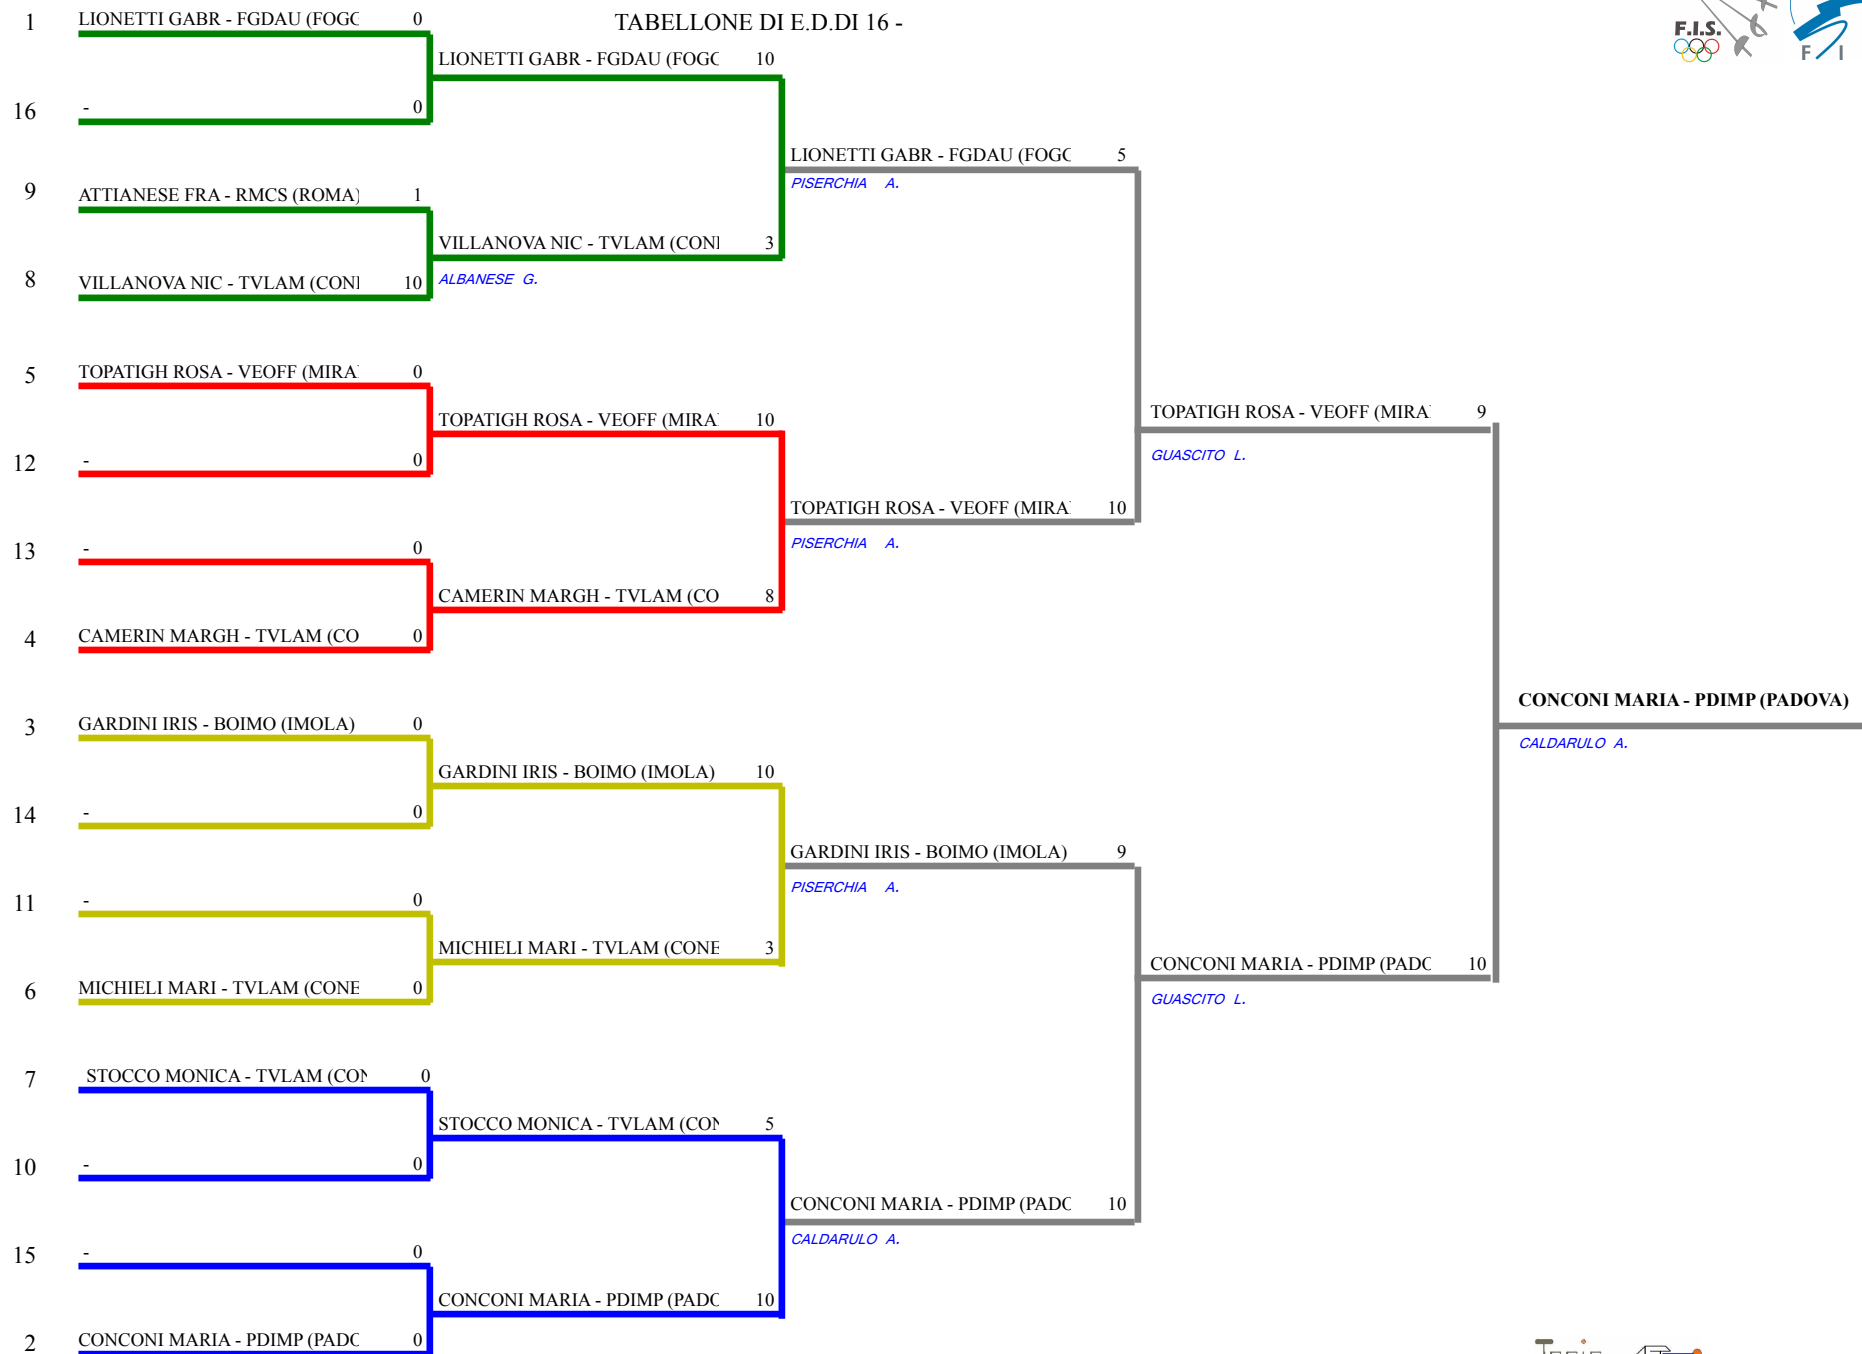 TABELLONE DI E.D.DI 16 -
F.I.S.
F I
1 LIONETTI GABR - FGDAU (FOGC 0
LIONETTI GABR - FGDAU (FOGC 10
16 - 0
LIONETTI GABR - FGDAU (FOGC 5
PISERCHIA A.
9 ATTIANESE FRA - RMCS (ROMA) 1
VILLANOVA NIC - TVLAM (CON 3
ALBANESE G.
8 VILLANOVA NIC - TVLAM (CON 10
5 TOPATIGH ROSA - VEOFF (MIRA 0
TOPATIGH ROSA - VEOFF (MIRA 10
TOPATIGH ROSA - VEOFF (MIRA 9
GUASCITO L.
12 - 0
TOPATIGH ROSA - VEOFF (MIRA 10
PISERCHIA A.
13 - 0
CAMERIN MARGH - TVLAM (CO 8
4 CAMERIN MARGH - TVLAM (CO 0
CONCONI MARIA - PDIMP (PADOVA)
CALDARULO A.
3 GARDINI IRIS - BOIMO (IMOLA) 0
GARDINI IRIS - BOIMO (IMOLA) 10
14 - 0
GARDINI IRIS - BOIMO (IMOLA) 9
PISERCHIA A.
11 - 0
MICHIELI MARI - TVLAM (CONE 3
CONCONI MARIA - PDIMP (PADC 10
GUASCITO L.
6 MICHIELI MARI - TVLAM (CONE 0
7 STOCCO MONICA - TVLAM (CON 0
STOCCO MONICA - TVLAM (CON 5
10 - 0
CONCONI MARIA - PDIMP (PADC 10
CALDARULO A.
15 - 0
CONCONI MARIA - PDIMP (PADC 10
2 CONCONI MARIA - PDIMP (PADC 0